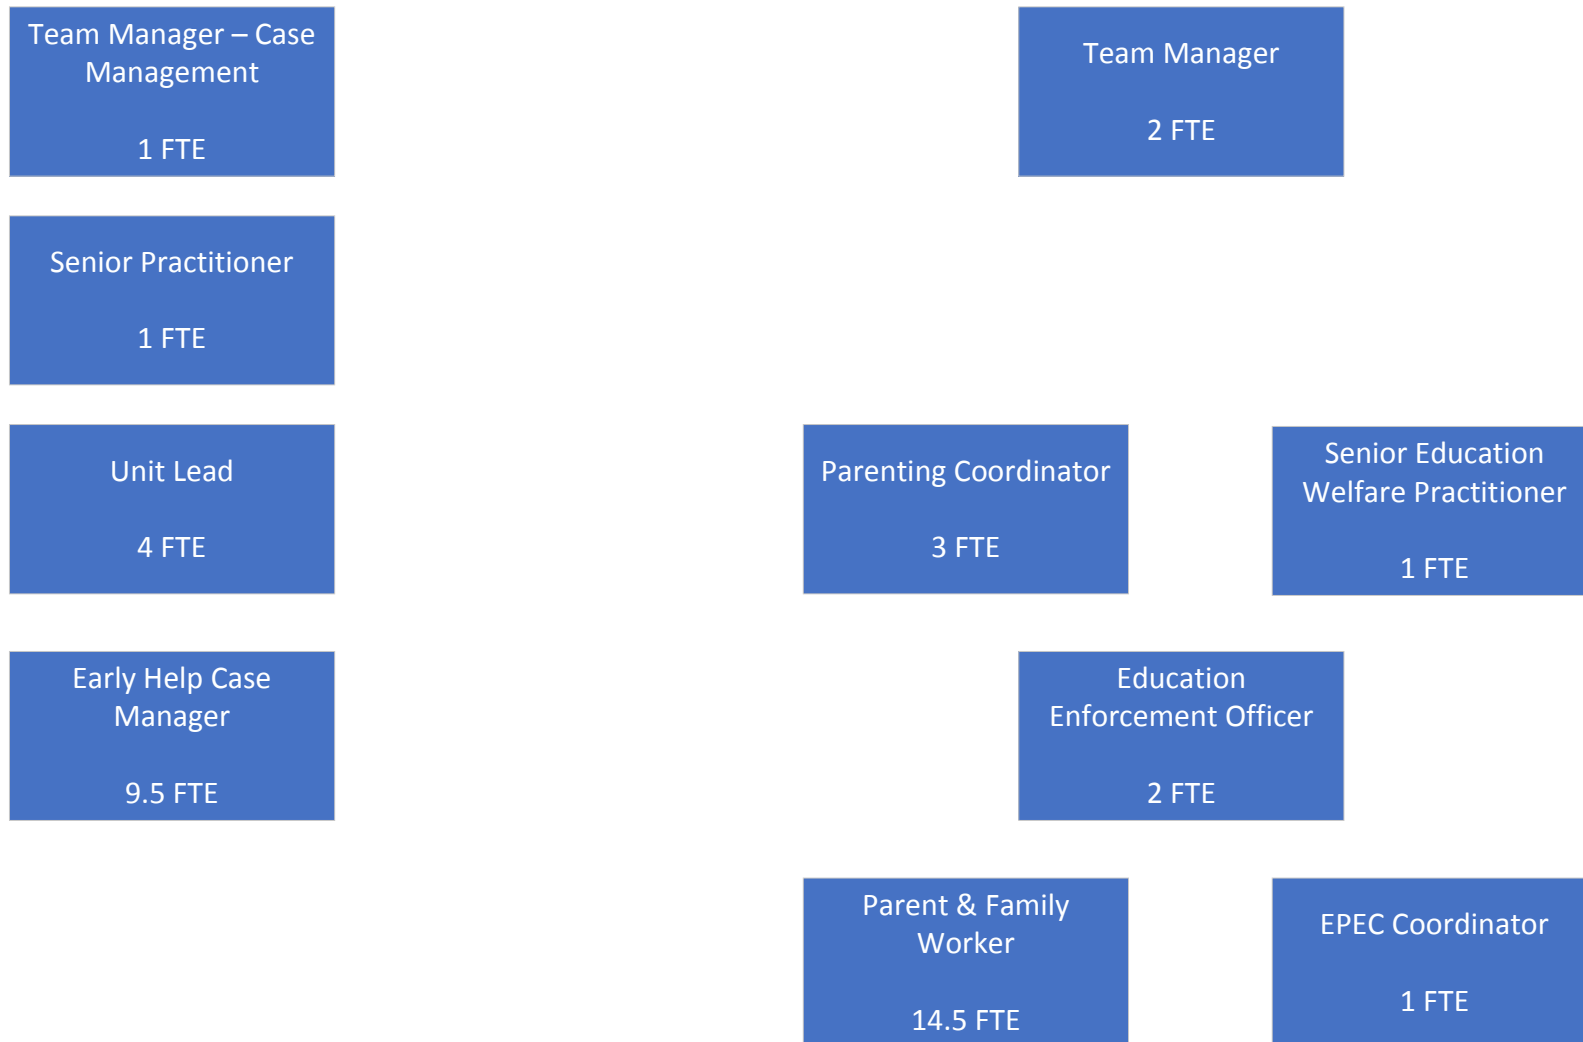 Team Manager – Case
Management
1 FTE
Team Manager
2 FTE
Senior Practitioner
1 FTE
Unit Lead
4 FTE
Parenting Coordinator
3 FTE
Senior Education
Welfare Practitioner
1 FTE
Early Help Case
Manager
9.5 FTE
Education
Enforcement Officer
2 FTE
Parent & Family
Worker
14.5 FTE
EPEC Coordinator
1 FTE